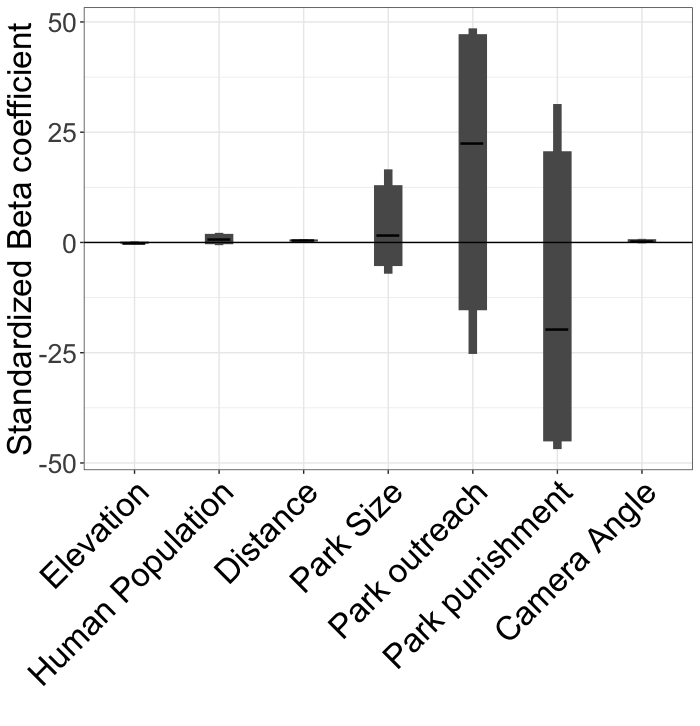 Standardized Beta coefficient
50
25
0
-25
-50
Elevation
Human Population
Distance
Park Size
Park outreach
Park punishment
Camera Angle